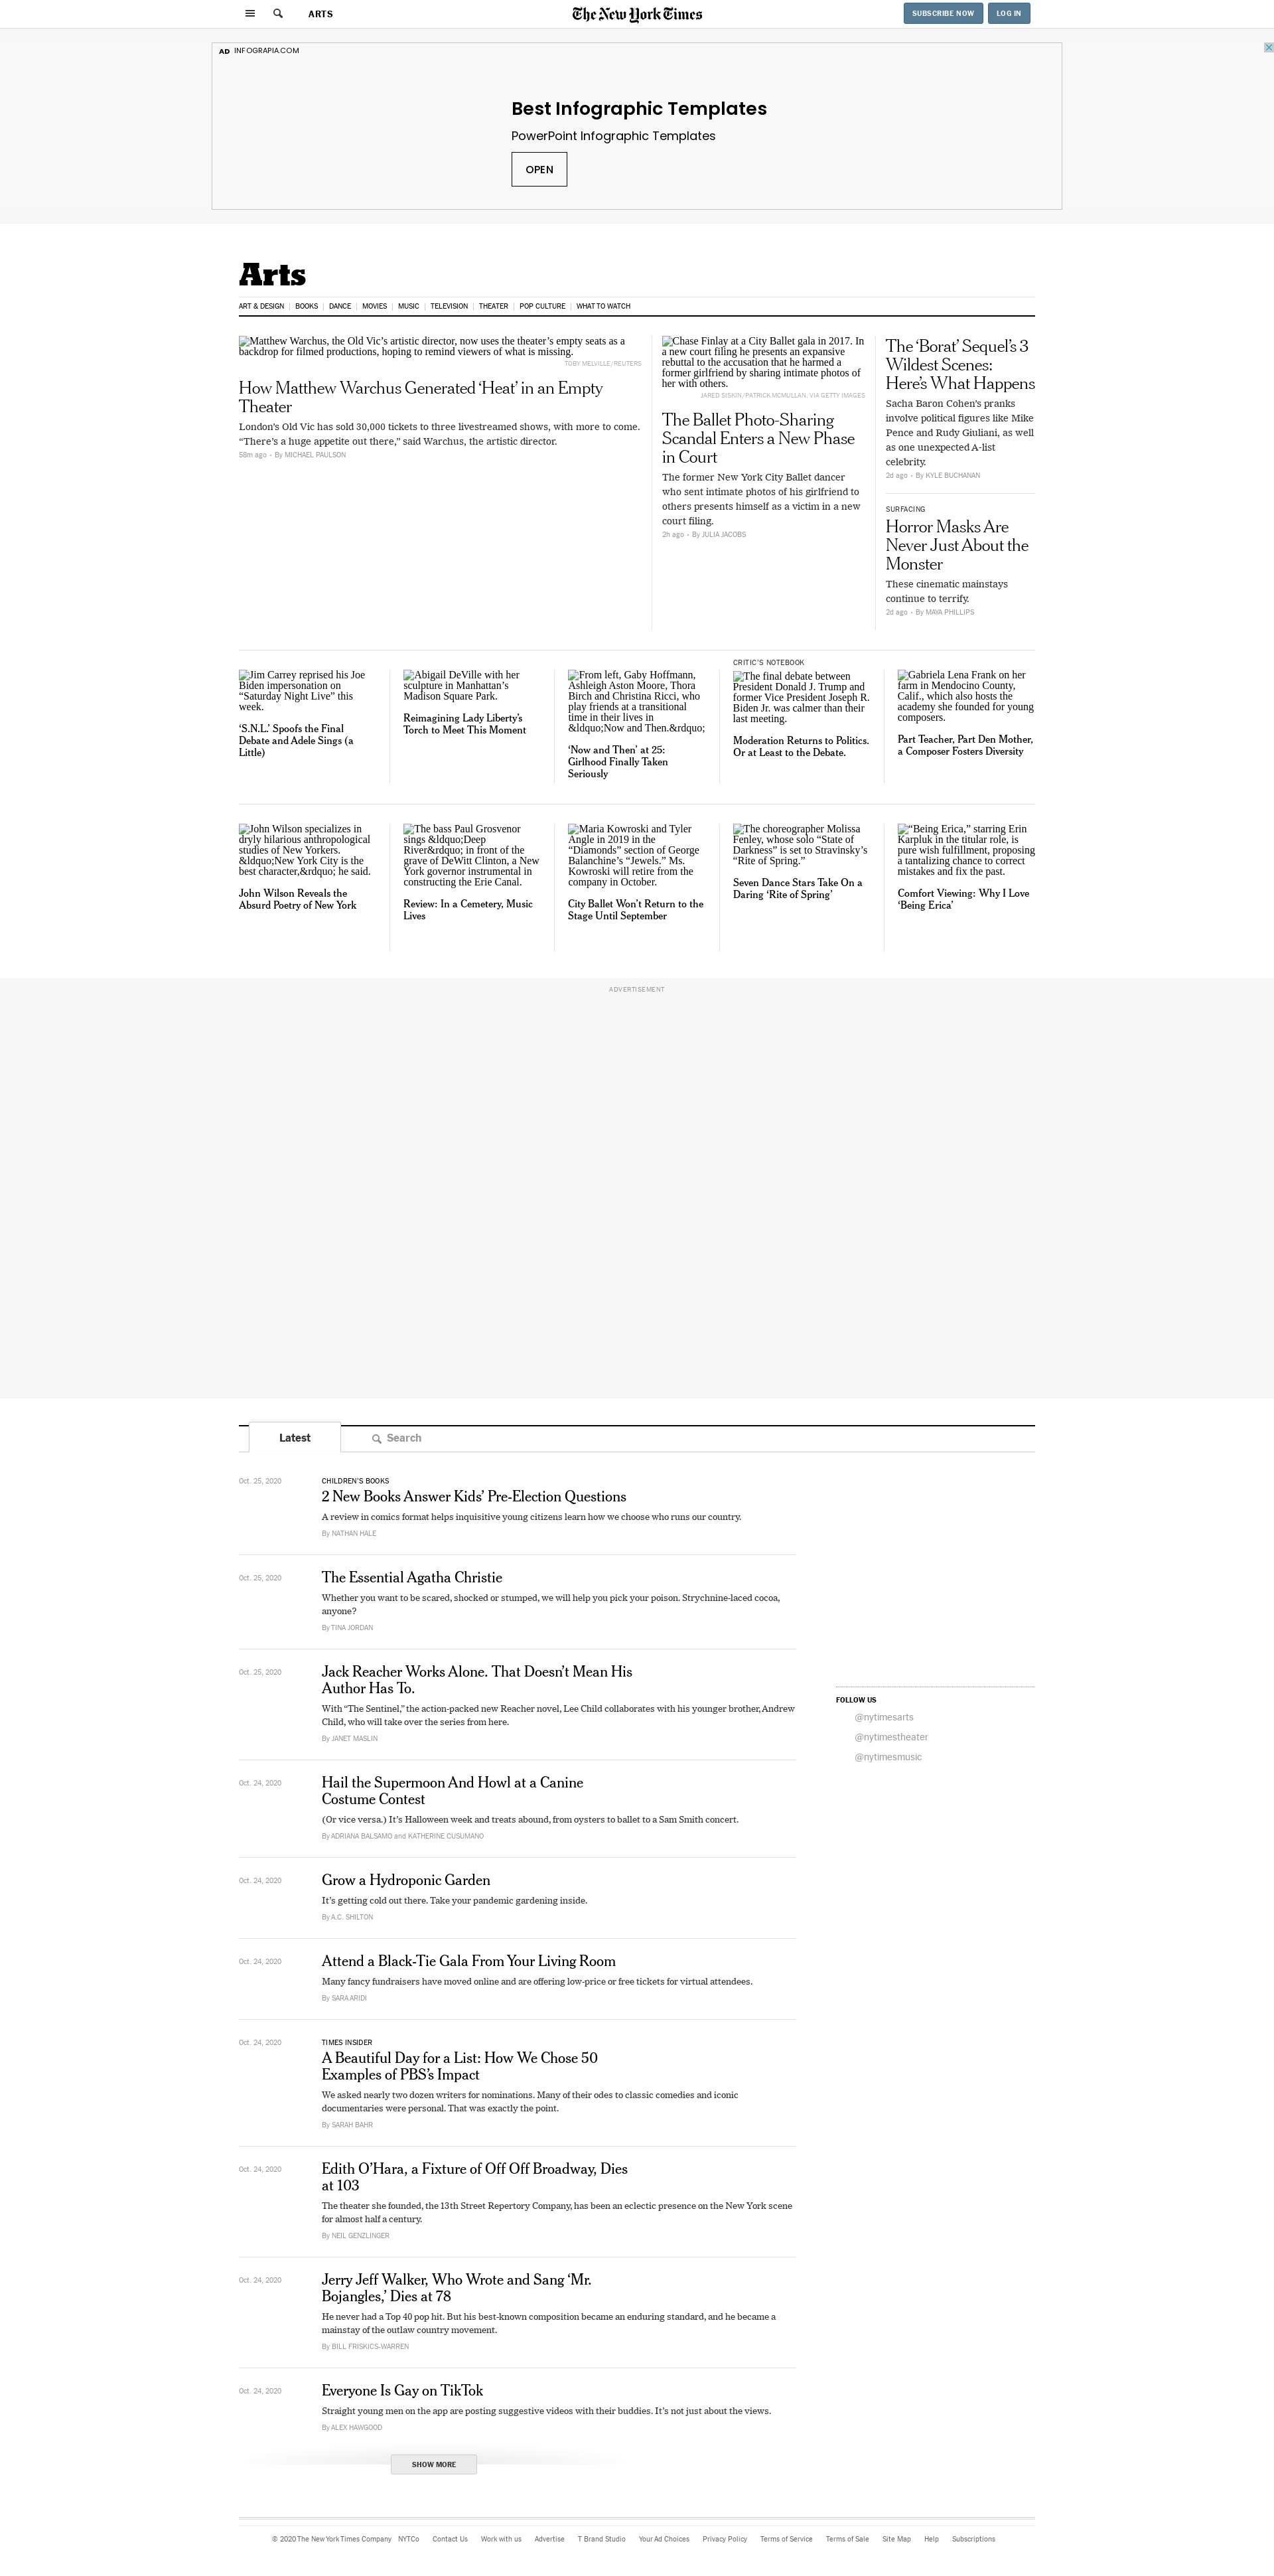 ARTS
The New York Times
SUBSCRIBE NOW
LOG IN
AD INFOGRAPIA.COM
Best Infographic Templates
PowerPoint Infographic Templates
OPEN
Arts
ART & DESIGN
BOOKS
DANCE
MOVIES
MUSIC
TELEVISION
THEATER
POP CULTURE
WHAT TO WATCH
Matthew Warchus, the Old Vic’s artistic director, now uses the theater’s empty seats as a
backdrop for filmed productions, hoping to remind viewers of what is missing.
TOBY MELVILLE/REUTERS
How Matthew Warchus Generated ‘Heat’ in an Empty
Theater
London’s Old Vic has sold 30,000 tickets to three livestreamed shows, with more to come.
“There’s a huge appetite out there,” said Warchus, the artistic director.
58m ago • By MICHAEL PAULSON
Chase Finlay at a City Ballet gala in 2017. In
a new court filing he presents an expansive
rebuttal to the accusation that he harmed a
former girlfriend by sharing intimate photos of
her with others.
JARED SISKIN/PATRICK MCMULLAN, VIA GETTY IMAGES
The Ballet Photo-Sharing
Scandal Enters a New Phase
in Court
The former New York City Ballet dancer
who sent intimate photos of his girlfriend to
others presents himself as a victim in a new
court filing.
2h ago • By JULIA JACOBS
The ‘Borat’ Sequel’s 3
Wildest Scenes:
Here’s What Happens
Sacha Baron Cohen’s pranks
involve political figures like Mike
Pence and Rudy Giuliani, as well
as one unexpected A-list
celebrity.
2d ago • By KYLE BUCHANAN
SURFACING
Horror Masks Are
Never Just About the
Monster
These cinematic mainstays
continue to terrify.
2d ago • By MAYA PHILLIPS
Jim Carrey reprised his Joe
Biden impersonation on
“Saturday Night Live” this
week.
‘S.N.L.’ Spoofs the Final
Debate and Adele Sings (a
Little)
Abigail DeVille with her
sculpture in Manhattan’s
Madison Square Park.
Reimagining Lady Liberty’s
Torch to Meet This Moment
From left, Gaby Hoffmann,
Ashleigh Aston Moore, Thora
Birch and Christina Ricci, who
play friends at a transitional
time in their lives in
&ldquo;Now and Then.&rdquo;
‘Now and Then’ at 25:
Girlhood Finally Taken
Seriously
CRITIC’S NOTEBOOK
The final debate between
President Donald J. Trump and
former Vice President Joseph R.
Biden Jr. was calmer than their
last meeting.
Moderation Returns to Politics.
Or at Least to the Debate.
Gabriela Lena Frank on her
farm in Mendocino County,
Calif., which also hosts the
academy she founded for young
composers.
Part Teacher, Part Den Mother,
a Composer Fosters Diversity
John Wilson specializes in
dryly hilarious anthropological
studies of New Yorkers.
&ldquo;New York City is the
best character,&rdquo; he said.
John Wilson Reveals the
Absurd Poetry of New York
The bass Paul Grosvenor
sings &ldquo;Deep
River&rdquo; in front of the
grave of DeWitt Clinton, a New
York governor instrumental in
constructing the Erie Canal.
Review: In a Cemetery, Music
Lives
Maria Kowroski and Tyler
Angle in 2019 in the
“Diamonds” section of George
Balanchine’s “Jewels.” Ms.
Kowroski will retire from the
company in October.
City Ballet Won’t Return to the
Stage Until September
The choreographer Molissa
Fenley, whose solo “State of
Darkness” is set to Stravinsky’s
“Rite of Spring.”
Seven Dance Stars Take On a
Daring ‘Rite of Spring’
“Being Erica,” starring Erin
Karpluk in the titular role, is
pure wish fulfillment, proposing
a tantalizing chance to correct
mistakes and fix the past.
Comfort Viewing: Why I Love
‘Being Erica’
ADVERTISEMENT
Latest
Search
Oct. 25, 2020
CHILDREN’S BOOKS
2 New Books Answer Kids’ Pre-Election Questions
A review in comics format helps inquisitive young citizens learn how we choose who runs our country.
By NATHAN HALE
Oct. 25, 2020
The Essential Agatha Christie
Whether you want to be scared, shocked or stumped, we will help you pick your poison. Strychnine-laced cocoa,
anyone?
By TINA JORDAN
Oct. 25, 2020
Jack Reacher Works Alone. That Doesn’t Mean His
Author Has To.
With “The Sentinel,” the action-packed new Reacher novel, Lee Child collaborates with his younger brother, Andrew
Child, who will take over the series from here.
By JANET MASLIN
FOLLOW US
@nytimesarts
@nytimestheater
@nytimesmusic
Oct. 24, 2020
Hail the Supermoon And Howl at a Canine
Costume Contest
(Or vice versa.) It’s Halloween week and treats abound, from oysters to ballet to a Sam Smith concert.
By ADRIANA BALSAMO and KATHERINE CUSUMANO
Oct. 24, 2020
Grow a Hydroponic Garden
It’s getting cold out there. Take your pandemic gardening inside.
By A.C. SHILTON
Oct. 24, 2020
Attend a Black-Tie Gala From Your Living Room
Many fancy fundraisers have moved online and are offering low-price or free tickets for virtual attendees.
By SARA ARIDI
Oct. 24, 2020
TIMES INSIDER
A Beautiful Day for a List: How We Chose 50
Examples of PBS’s Impact
We asked nearly two dozen writers for nominations. Many of their odes to classic comedies and iconic
documentaries were personal. That was exactly the point.
By SARAH BAHR
Oct. 24, 2020
Edith O’Hara, a Fixture of Off Off Broadway, Dies
at 103
The theater she founded, the 13th Street Repertory Company, has been an eclectic presence on the New York scene
for almost half a century.
By NEIL GENZLINGER
Oct. 24, 2020
Jerry Jeff Walker, Who Wrote and Sang ‘Mr.
Bojangles,’ Dies at 78
He never had a Top 40 pop hit. But his best-known composition became an enduring standard, and he became a
mainstay of the outlaw country movement.
By BILL FRISKICS-WARREN
Oct. 24, 2020
Everyone Is Gay on TikTok
Straight young men on the app are posting suggestive videos with their buddies. It’s not just about the views.
By ALEX HAWGOOD
SHOW MORE
© 2020 The New York Times Company
NYTCo
Contact Us
Work with us
Advertise
T Brand Studio
Your Ad Choices
Privacy Policy
Terms of Service
Terms of Sale
Site Map
Help
Subscriptions